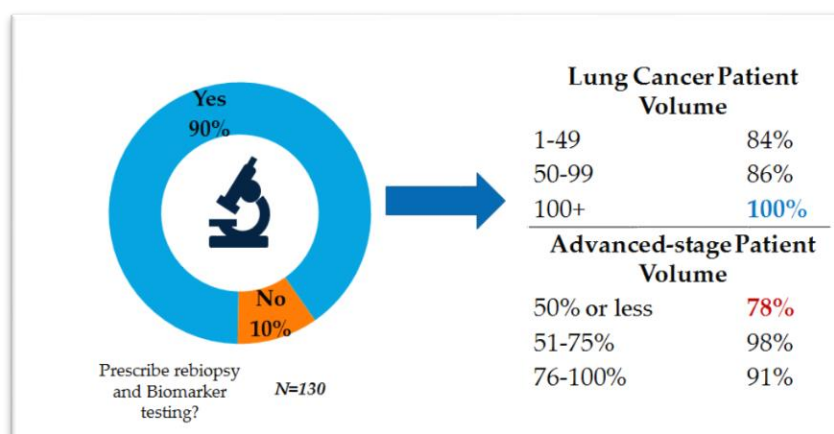 Yes
90%
No
10%
Prescribe rebiopsy
and Biomarker
testing?
N=130
Lung Cancer Patient
Volume
1-49 84%
50-99 86%
100+ 100%
Advanced-stage Patient
Volume
50% or less 78%
51-75% 98%
76-100% 91%